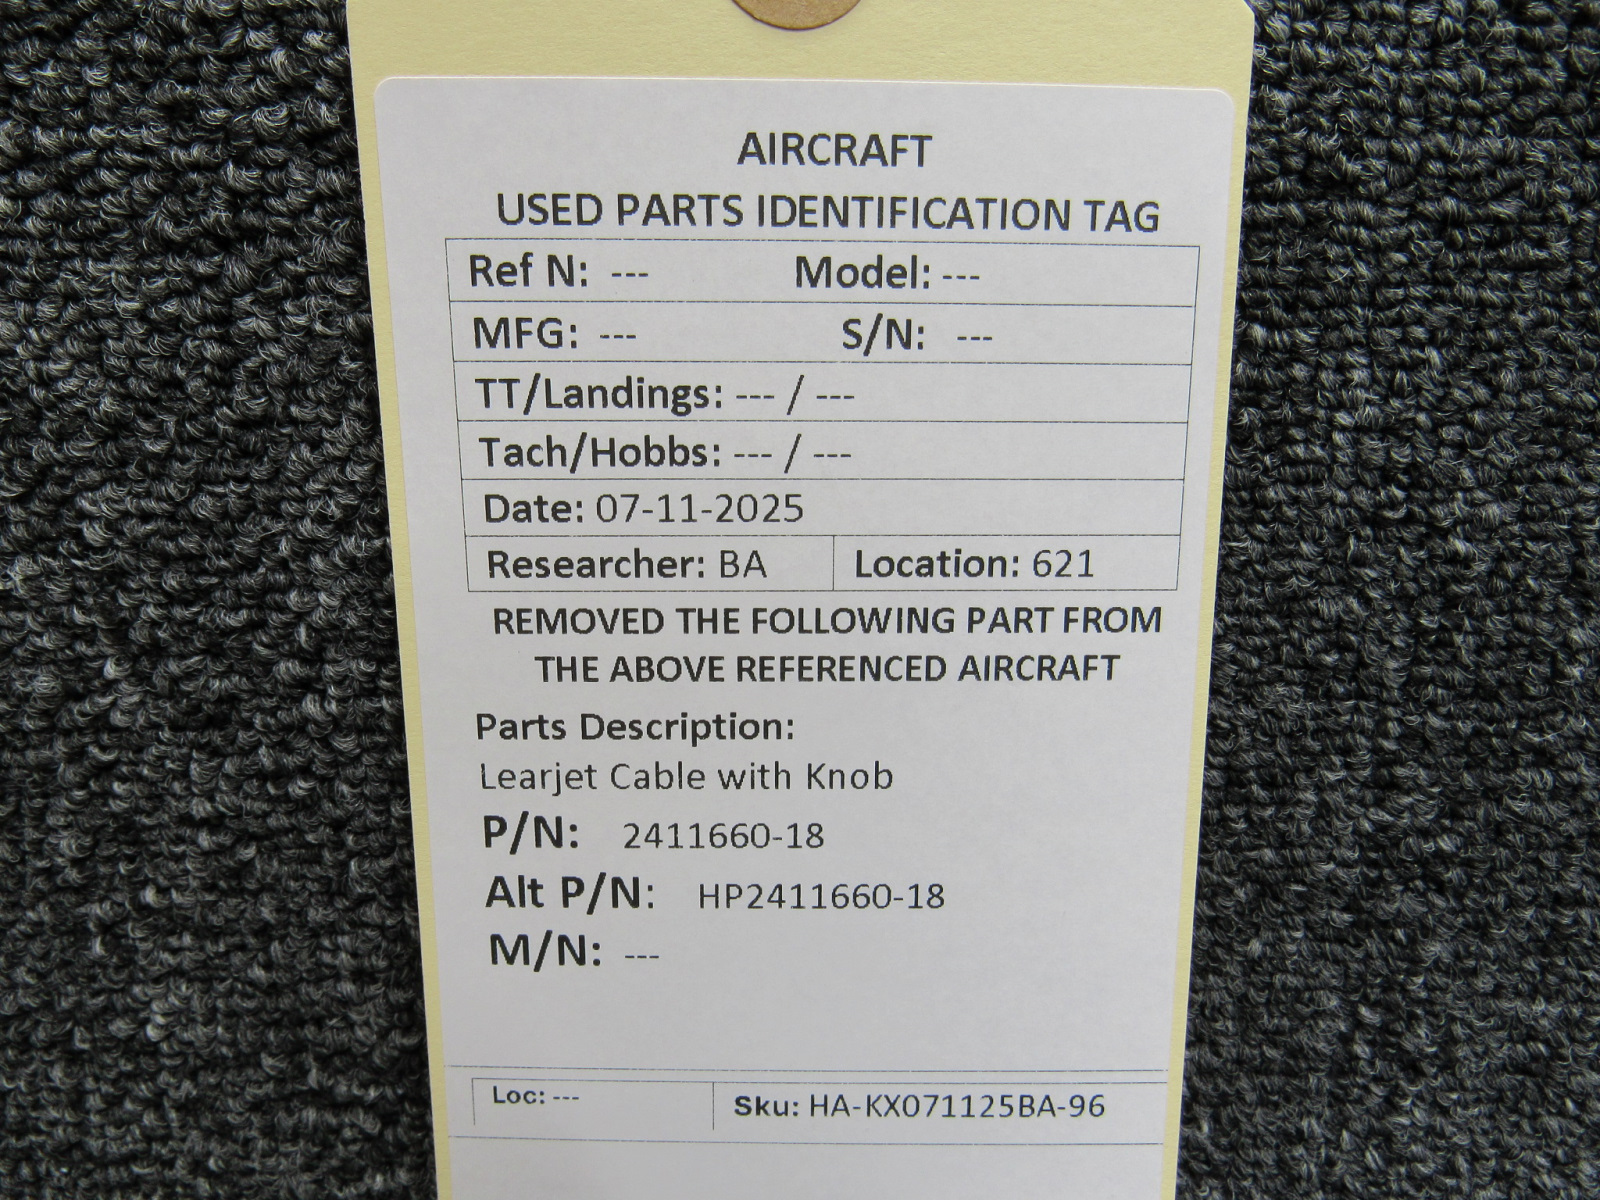 AIRCRAFT
USED PARTS IDENTIFICATION TAG
Ref N: --- Model: ---
MFG: --- S/N: ---
TT/Landings: --- / ---
Tach/Hobbs: --- / ---
Date: 07-11-2025
Researcher: BA Location: 621
REMOVED THE FOLLOWING PART FROM
THE ABOVE REFERENCED AIRCRAFT
Parts Description:
Learjet Cable with Knob
P/N: 2411660-18
Alt P/N: HP2411660-18
M/N: ---
Loc: --- Sku: HA-KX071125BA-96